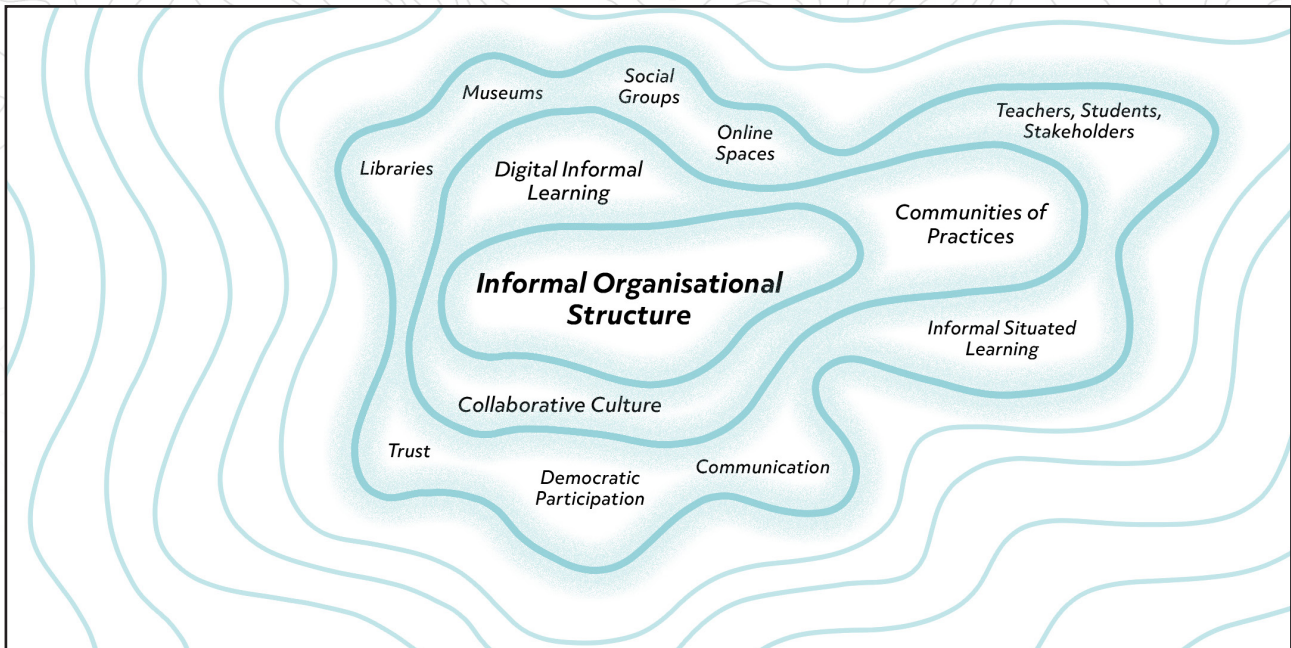 Museums
Social
Groups
Online
Spaces
Teachers, Students,
Stakeholders
Libraries
Digital Informal
Learning
Communities of
Practices
Informal Organisational
Structure
Informal Situated
Learning
Collaborative Culture
Trust
Democratic
Participation
Communication